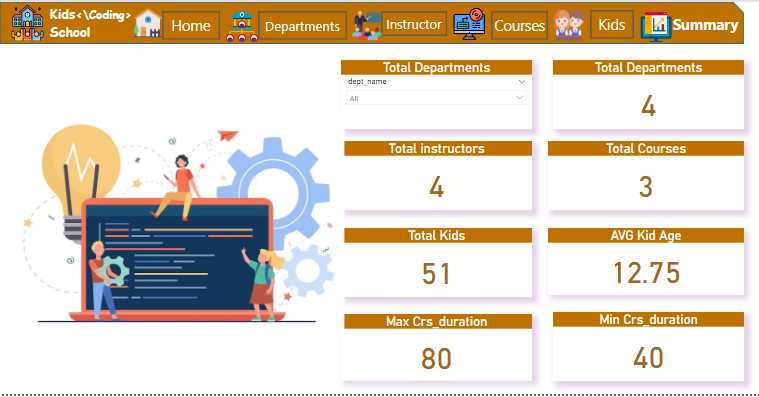 Kids<\Coding>
School
Home
Departments
Instructor
Courses
Kids
Summary
Total Departments
dept_name
All
Total Departments
4
Total instructors
4
Total Courses
3
Total Kids
51
AVG Kid Age
12.75
Max Crs_duration
80
Min Crs_duration
40